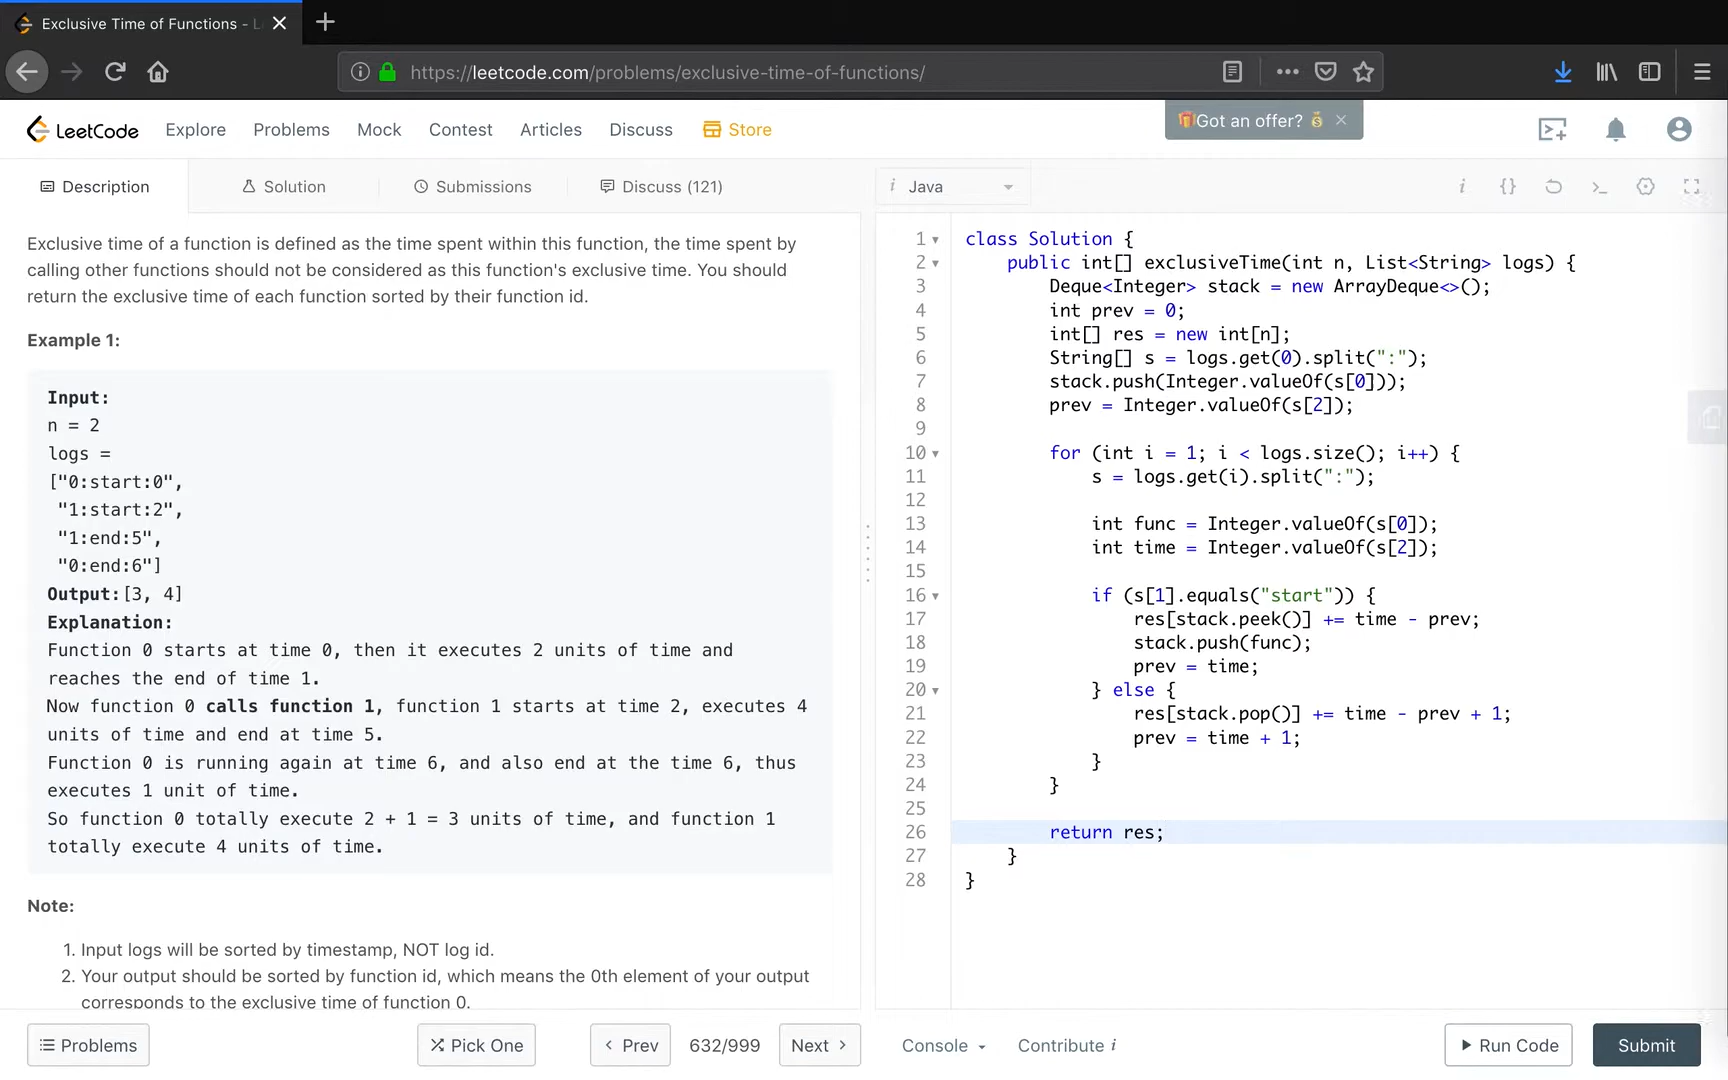 Exclusive Time of Functions - L
https://leetcode.com/problems/exclusive-time-of-functions/
LeetCode Explore Problems Mock Contest Articles Discuss Store
🎁Got an offer? 💰
Description Solution Submissions Discuss (121)
Exclusive time of a function is defined as the time spent within this function, the time spent by
calling other functions should not be considered as this function's exclusive time. You should
return the exclusive time of each function sorted by their function id.
Example 1:
Input:
n = 2
logs =
["0:start:0",
"1:start:2",
"1:end:5",
"0:end:6"]
Output:[3, 4]
Explanation:
Function 0 starts at time 0, then it executes 2 units of time and
reaches the end of time 1.
Now function 0 calls function 1, function 1 starts at time 2, executes 4
units of time and end at time 5.
Function 0 is running again at time 6, and also end at the time 6, thus
executes 1 unit of time.
So function 0 totally execute 2 + 1 = 3 units of time, and function 1
totally execute 4 units of time.
Note:
1. Input logs will be sorted by timestamp, NOT log id.
2. Your output should be sorted by function id, which means the 0th element of your output
corresponds to the exclusive time of function 0.
i Java
i {}
1 class Solution {
2 public int[] exclusiveTime(int n, List<String> logs) {
3 Deque<Integer> stack = new ArrayDeque<>();
4 int prev = 0;
5 int[] res = new int[n];
6 String[] s = logs.get(0).split(":");
7 stack.push(Integer.valueOf(s[0]));
8 prev = Integer.valueOf(s[2]);
9
10 for (int i = 1; i < logs.size(); i++) {
11 s = logs.get(i).split(":");
12
13 int func = Integer.valueOf(s[0]);
14 int time = Integer.valueOf(s[2]);
15
16 if (s[1].equals("start")) {
17 res[stack.peek()] += time - prev;
18 stack.push(func);
19 prev = time;
20 } else {
21 res[stack.pop()] += time - prev + 1;
22 prev = time + 1;
23 }
24 }
25
26 return res;
27 }
28 }
Problems Pick One Prev 632/999 Next Console Contribute i Run Code Submit